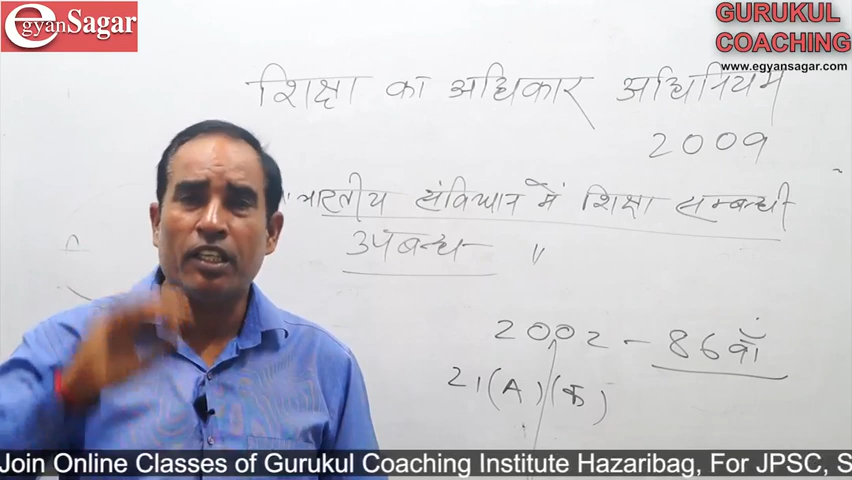 egyanSagar
GURUKUL
COACHING
www.egyansagar.com
शिक्षा का अधिकार अधिनियम
2009
" भारतीय संविधान में शिक्षा सम्बन्धी
उपबन्ध "
2002 - 86 वाँ
21(A)(क)
Join Online Classes of Gurukul Coaching Institute Hazaribag, For JPSC, S